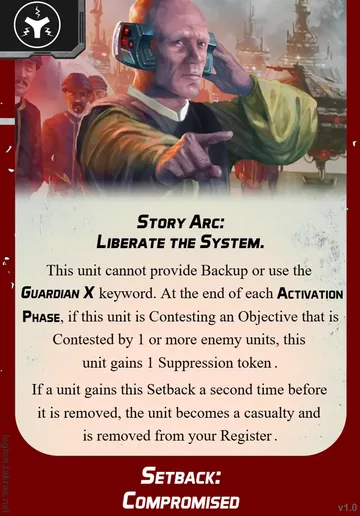 STORY ARC:
LIBERATE THE SYSTEM.
This unit cannot provide Backup or use the
GUARDIAN X keyword. At the end of each ACTIVATION
PHASE, if this unit is Contesting an Objective that is
Contested by 1 or more enemy units, this
unit gains 1 Suppression token .
If a unit gains this Setback a second time before
it is removed, the unit becomes a casualty and
is removed from your Register .
SETBACK:
COMPROMISED
legion.takras.net
v1.0